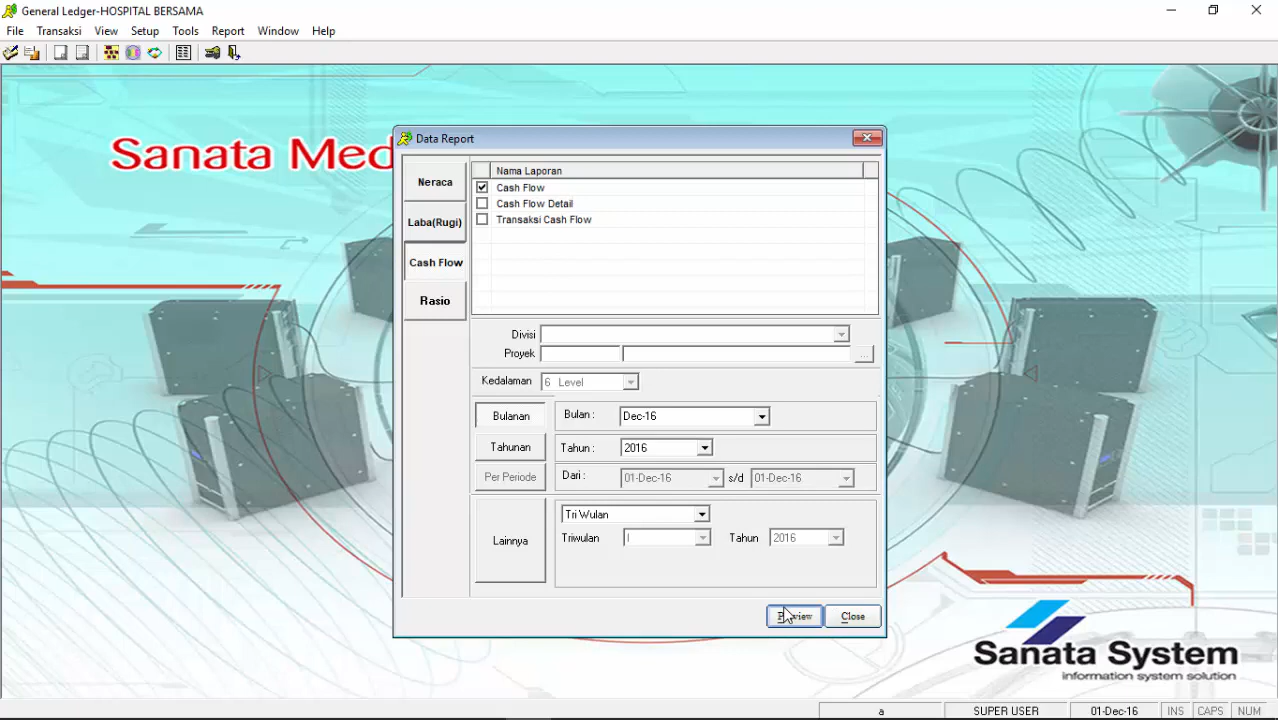 General Ledger-HOSPITAL BERSAMA
File Transaksi View Setup Tools Report Window Help
Sanata Med
Data Report
Neraca
Laba(Rugi)
Cash Flow
Rasio
Nama Laporan
Cash Flow
Cash Flow Detail
Transaksi Cash Flow
Divisi
Proyek
...
Kedalaman 6 Level
Bulanan Bulan : Dec-16
Tahunan Tahun : 2016
Per Periode Dari : 01-Dec-16 s/d 01-Dec-16
Lainnya
Tri Wulan
Triwulan I Tahun 2016
Close
Sanata System
information system solution
a SUPER USER 01-Dec-16 INS CAPS NUM